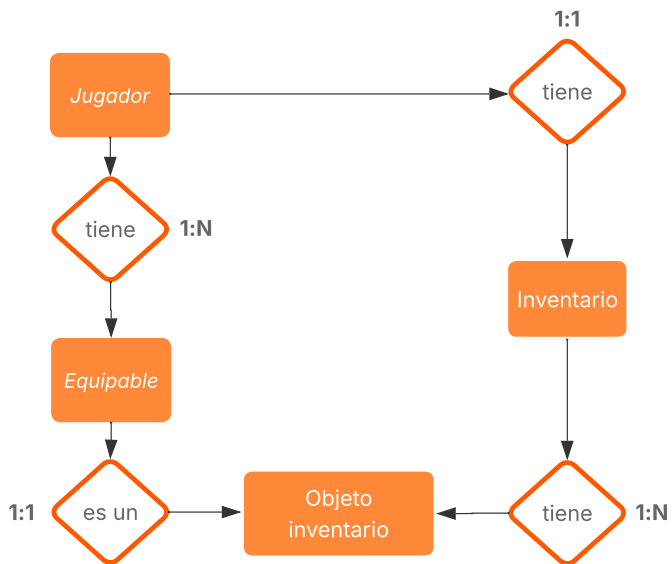 1:1
Jugador
tiene
tiene
1:N
Inventario
Equipable
1:1
es un
Objeto
inventario
tiene
1:N